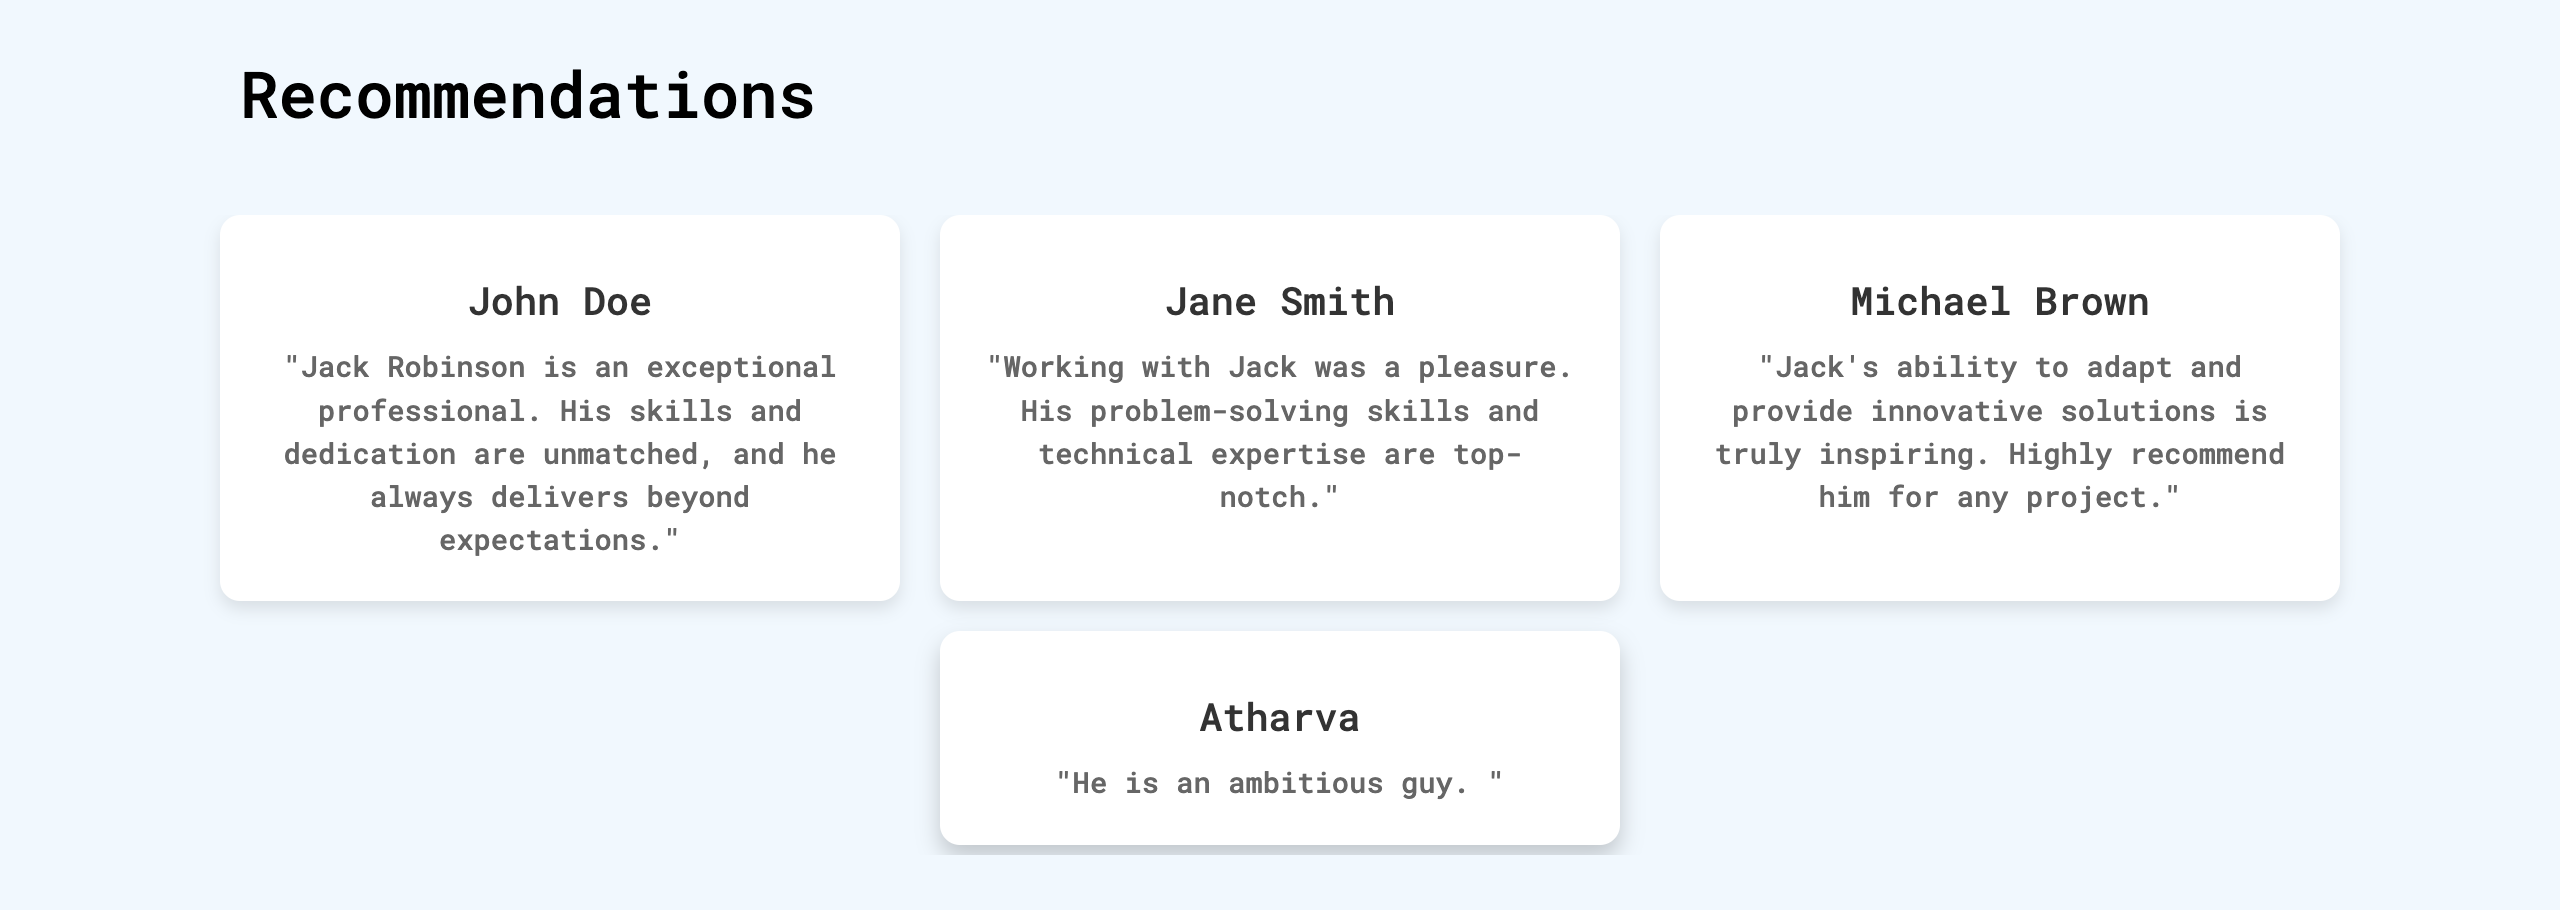 Recommendations
John Doe
"Jack Robinson is an exceptional
professional. His skills and
dedication are unmatched, and he
always delivers beyond
expectations."
Jane Smith
"Working with Jack was a pleasure.
His problem-solving skills and
technical expertise are top-
notch."
Michael Brown
"Jack's ability to adapt and
provide innovative solutions is
truly inspiring. Highly recommend
him for any project."
Atharva
"He is an ambitious guy. "